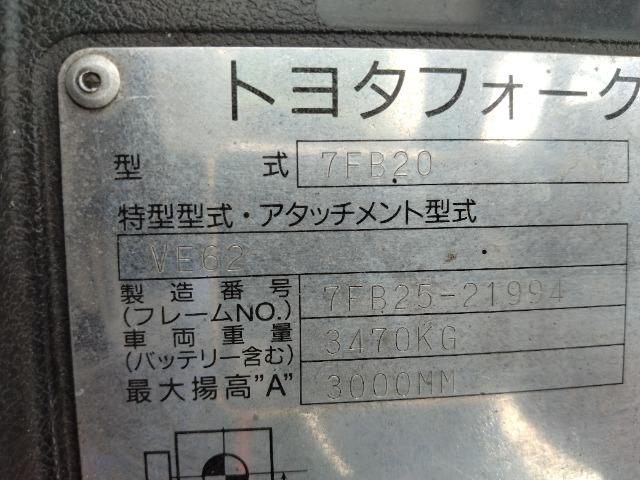 トヨタフォーク
型 式 7FB20
特型型式・アタッチメント型式
VE62
製造番号
(フレームNO.) 7FB25-21994
車両重量
(バッテリー含む) 3470KG
最大揚高"A" 3000MM